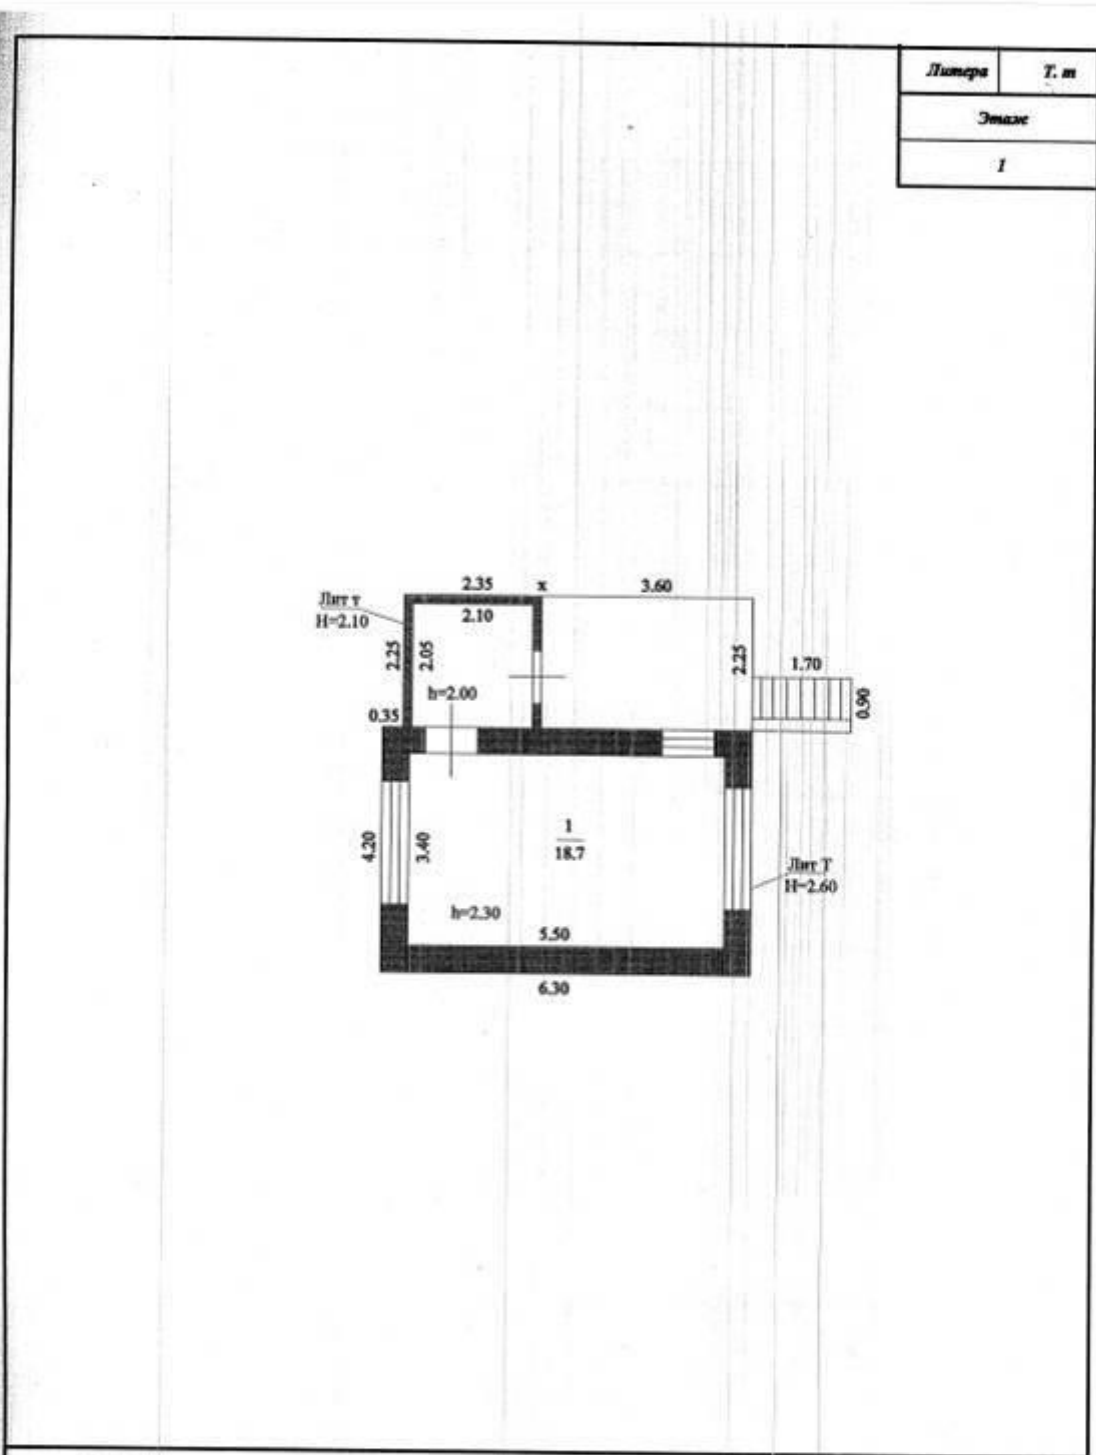 Литера Т. т
Этаж
1
2.35 х 3.60
Лит т
Н=2.10
2.10
2.25
2.05
2.25
1.70
0.90
h=2.00
0.35
4.20
3.40
1
18.7
Лит Т
Н=2.60
h=2.30
5.50
6.30